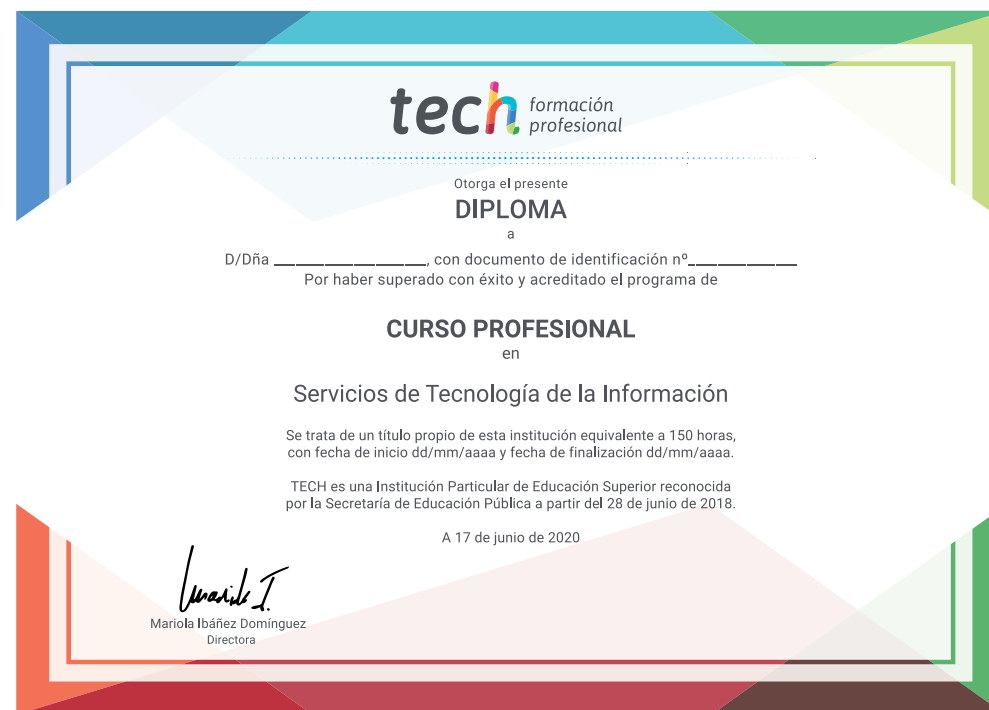 tech formación
profesional
Otorga el presente
DIPLOMA
a
D/Dña ______________, con documento de identificación nº__________
Por haber superado con éxito y acreditado el programa de
CURSO PROFESIONAL
en
Servicios de Tecnología de la Información
Se trata de un título propio de esta institución equivalente a 150 horas,
con fecha de inicio dd/mm/aaaa y fecha de finalización dd/mm/aaaa.
TECH es una Institución Particular de Educación Superior reconocida
por la Secretaría de Educación Pública a partir del 28 de junio de 2018.
A 17 de junio de 2020
Mariola I.
Mariola Ibáñez Domínguez
Directora